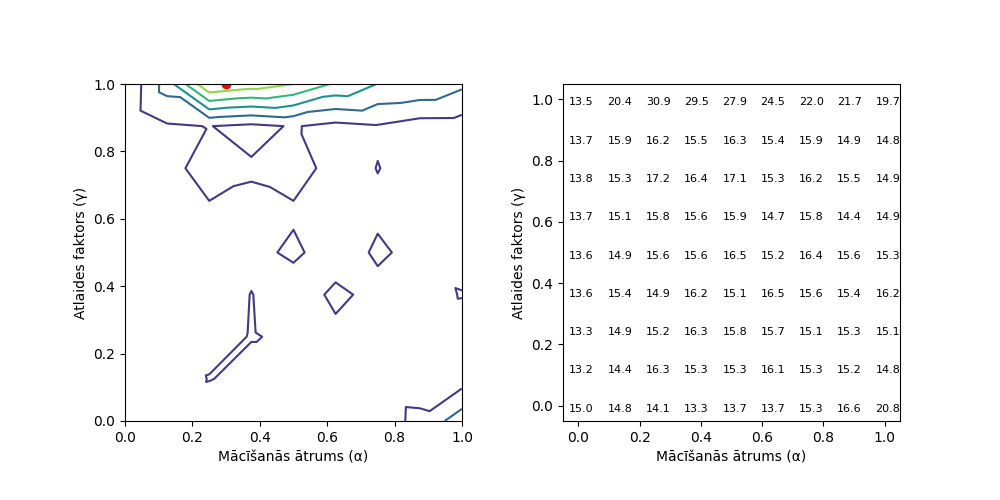 1.0
0.8
0.6
0.4
0.2
0.0
Atlaides faktors (γ)
0.0 0.2 0.4 0.6 0.8 1.0
Mācīšanās ātrums (α)
1.0
0.8
0.6
0.4
0.2
0.0
Atlaides faktors (γ)
13.5 20.4 30.9 29.5 27.9 24.5 22.0 21.7 19.7
13.7 15.9 16.2 15.5 16.3 15.4 15.9 14.9 14.8
13.8 15.3 17.2 16.4 17.1 15.3 16.2 15.5 14.9
13.7 15.1 15.8 15.6 15.9 14.7 15.8 14.4 14.9
13.6 14.9 15.6 15.6 16.5 15.2 16.4 15.6 15.3
13.6 15.4 14.9 16.2 15.1 16.5 15.6 15.4 16.2
13.3 14.9 15.2 16.3 15.8 15.7 15.1 15.3 15.1
13.2 14.4 16.3 15.3 15.3 16.1 15.3 15.2 14.8
15.0 14.8 14.1 13.3 13.7 13.7 15.3 16.6 20.8
0.0 0.2 0.4 0.6 0.8 1.0
Mācīšanās ātrums (α)